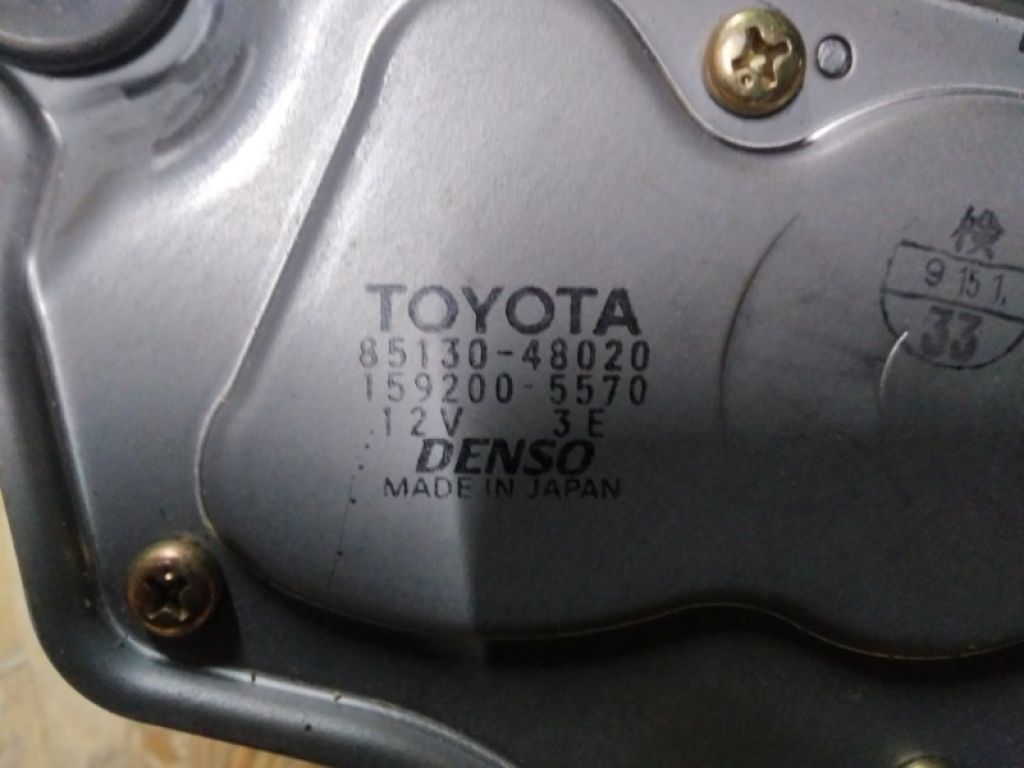 TOYOTA
85130-48020
159200-5570
12V 3E
DENSO
MADE IN JAPAN
検
9 15 1.
33